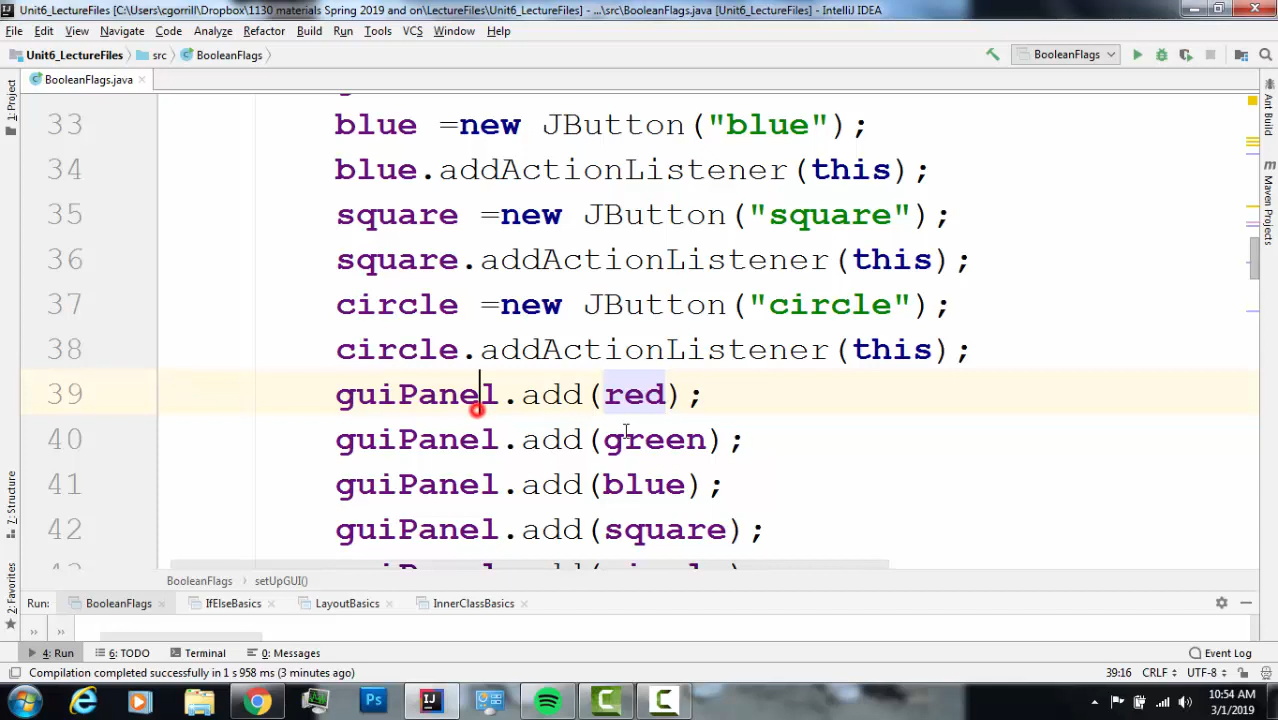 Unit6_LectureFiles [C:\Users\cgorrill\Dropbox\1130 materials Spring 2019 and on\LectureFiles\Unit6_LectureFiles] - ...\src\BooleanFlags.java [Unit6_LectureFiles] - IntelliJ IDEA
File Edit View Navigate Code Analyze Refactor Build Run Tools VCS Window Help
Unit6_LectureFiles src BooleanFlags BooleanFlags
BooleanFlags.java
1: Project
Ant Build
Maven Projects
33 blue =new JButton("blue");
34 blue.addActionListener(this);
35 square =new JButton("square");
36 square.addActionListener(this);
37 circle =new JButton("circle");
38 circle.addActionListener(this);
39 guiPanel.add(red);
40 guiPanel.add(green);
41 guiPanel.add(blue);
42 guiPanel.add(square);
7: Structure
2: Favorites
BooleanFlags setUpGUI()
Run: BooleanFlags IfElseBasics LayoutBasics InnerClassBasics
» »
4: Run 6: TODO Terminal 0: Messages Event Log
Compilation completed successfully in 1 s 958 ms (3 minutes ago) 39:16 CRLF UTF-8
10:54 AM
3/1/2019